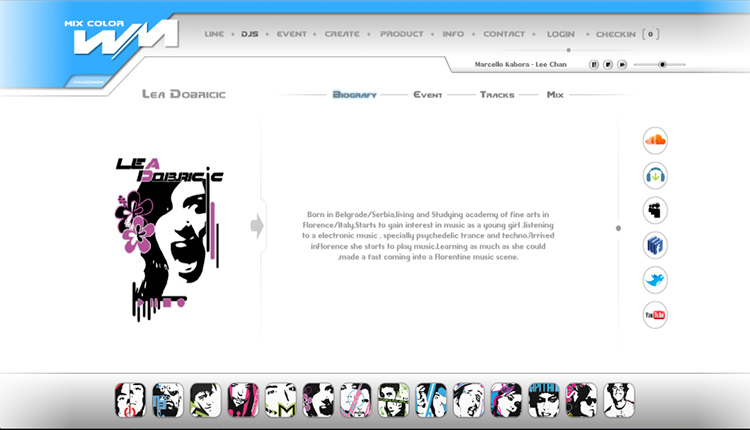 MIX COLOR
WM
LINE • DJS • EVENT • CREATE • PRODUCT • INFO • CONTACT • LOGIN • CHECKIN [ 0 ]
Marcello Kabora - Lee Chan
Lea Dobricic
Biografy Event Tracks Mix
LEA
DOBRICIC
Born in Belgrade/Serbia,living and Studying academy of fine arts in
Florence/Italy.Starts to gain interest in music as a young girl ,listening
to a electronic music , specially psychedelic trance and techno.Arrived
inFlorence she starts to play music.Learning as much as she could
.made a fast coming into a Florentine music scene.
You Tube